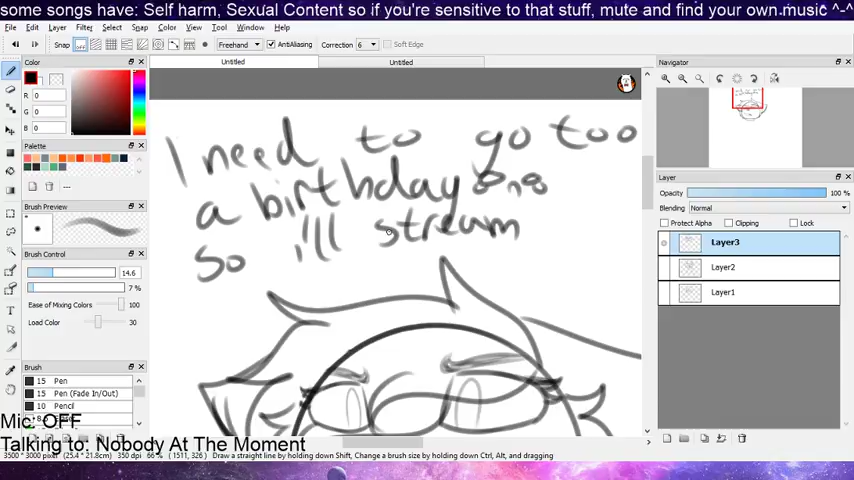 some songs have: Self harm, Sexual Content so if you're sensitive to that stuff, mute and find your own music ^-^
File Edit Layer Filter Selection Snap Color View Tool Window Help
Snap off Freehand AntiAliasing Correction 6 Soft Edge
Untitled Untitled
Color
R 0
G 0
B 0
Palette
---
Brush Preview
Brush Control
14.6
7 %
Ease of Mixing Colors 100
Load Color 30
Brush
15 Pen
15 Pen (Fade In/Out)
10 Pencil
I need to go too
a birthday 8n8
so i'll stream
Navigator
Layer
Opacity 100 %
Blending Normal
Protect Alpha Clipping Lock
Layer3
Layer2
Layer1
Mic: OFF
Talking to: Nobody At The Moment
3500 * 3000 pixel (25.4 * 21.8cm) 350 dpi 66 % ( 1511, 326 ) Draw a straight line by holding down Shift, Change a brush size by holding down Ctrl, Alt, and dragging